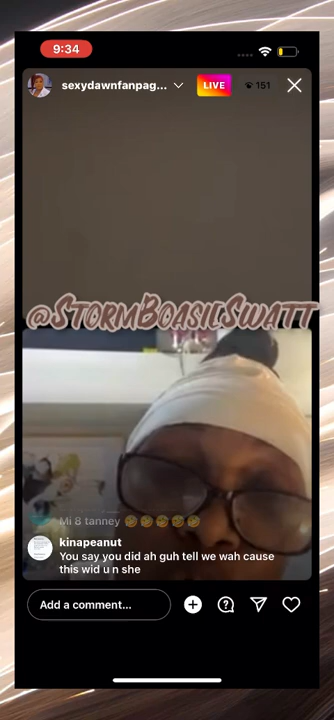 9:34
sexydawnfanpag...
LIVE
151
@STORMBOASILSWATT
Mi 8 tanney 🤣🤣🤣🤣🤣
kinapeanut
You say you did ah guh tell we wah cause
this wid u n she
Add a comment...